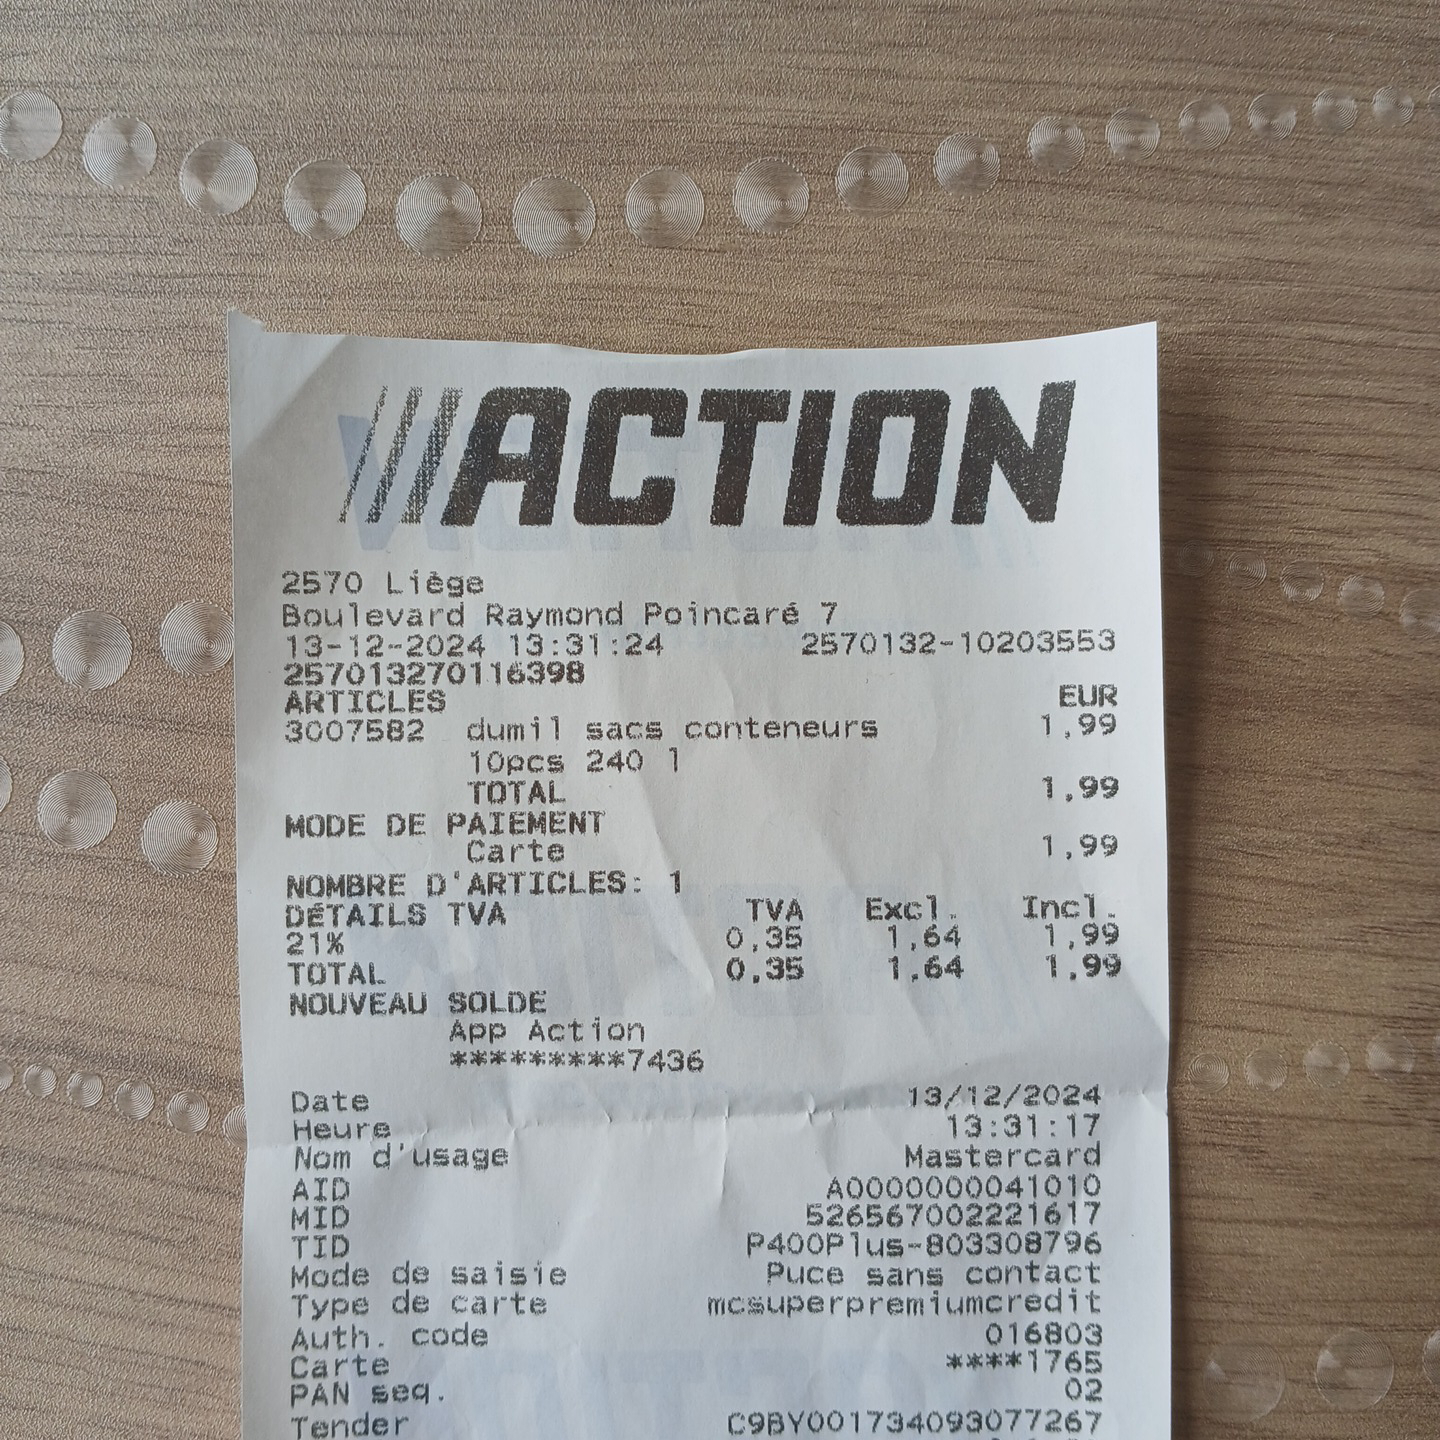 ACTION
2570 Liège
Boulevard Raymond Poincaré 7
13-12-2024 13:31:24 2570132-10203553
257013270116398
ARTICLES EUR
3007582 dumil sacs conteneurs 1,99
10pcs 240 l
TOTAL 1,99
MODE DE PAIEMENT
Carte 1,99
NOMBRE D'ARTICLES: 1
DÉTAILS TVA TVA Excl. Incl.
21% 0,35 1,64 1,99
TOTAL 0,35 1,64 1,99
NOUVEAU SOLDE
App Action
*********7436
Date 13/12/2024
Heure 13:31:17
Nom d'usage Mastercard
AID A0000000041010
MID 526567002221617
TID P400Plus-803308796
Mode de saisie Puce sans contact
Type de carte mcsuperpremiumcredit
Auth. code 016803
Carte ****1765
PAN seq. 02
Tender C9BY001734093077267